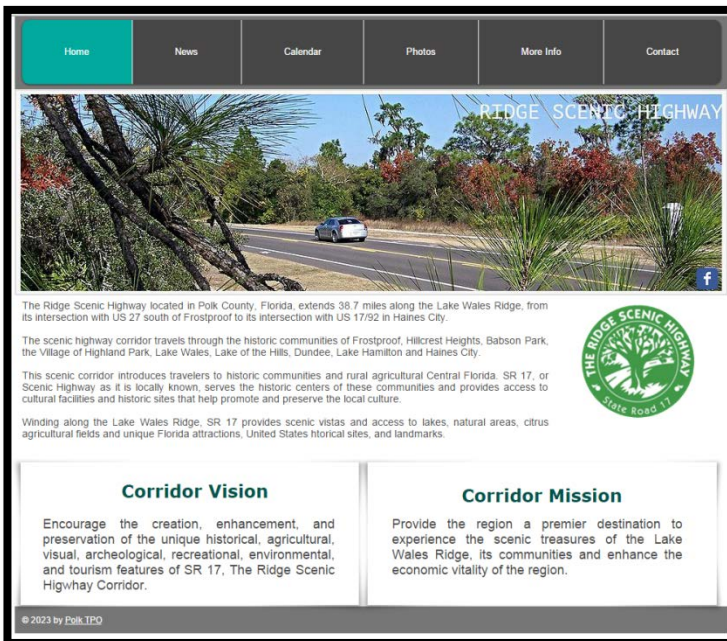 Home News Calendar Photos More Info Contact
RIDGE SCENIC HIGHWAY
f
The Ridge Scenic Highway located in Polk County, Florida, extends 38.7 miles along the Lake Wales Ridge, from
its intersection with US 27 south of Frostproof to its intersection with US 17/92 in Haines City.
The scenic highway corridor travels through the historic communities of Frostproof, Hillcrest Heights, Babson Park,
the Village of Highland Park, Lake Wales, Lake of the Hills, Dundee, Lake Hamilton and Haines City.
This scenic corridor introduces travelers to historic communities and rural agricultural Central Florida. SR 17, or
Scenic Highway as it is locally known, serves the historic centers of these communities and provides access to
cultural facilities and historic sites that help promote and preserve the local culture.
Winding along the Lake Wales Ridge, SR 17 provides scenic vistas and access to lakes, natural areas, citrus
agricultural fields and unique Florida attractions, United States htorical sites, and landmarks.
THE RIDGE SCENIC HIGHWAY
State Road 17
Corridor Vision
Encourage the creation, enhancement, and
preservation of the unique historical, agricultural,
visual, archeological, recreational, environmental,
and tourism features of SR 17, The Ridge Scenic
Higwhay Corridor.
Corridor Mission
Provide the region a premier destination to
experience the scenic treasures of the Lake
Wales Ridge, its communities and enhance the
economic vitality of the region.
© 2023 by Polk TPO